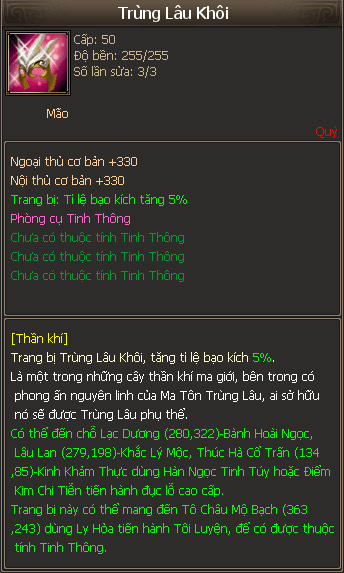 Trùng Lâu Khôi
Cấp: 50
Độ bền: 255/255
Số lần sửa: 3/3
Mão
Quý
Ngoại thủ cơ bản +330
Nội thủ cơ bản +330
Trang bị: Tỉ lệ bạo kích tăng 5%
Phòng cụ Tinh Thông
Chưa có thuộc tính Tinh Thông
Chưa có thuộc tính Tinh Thông
Chưa có thuộc tính Tinh Thông
[Thần khí]
Trang bị Trùng Lâu Khôi, tăng tỉ lệ bạo kích 5%.
Là một trong những cây thần khí ma giới, bên trong có
phong ấn nguyên linh của Ma Tôn Trùng Lâu, ai sở hữu
nó sẽ được Trùng Lâu phụ thể.
Có thể đến chỗ Lạc Dương (280,322)-Bành Hoài Ngọc,
Lâu Lan (279,198)-Khắc Lý Mộc, Thúc Hà Cổ Trấn (134
,85)-Kinh Khảm Thực dùng Hàn Ngọc Tinh Túy hoặc Điểm
Kim Chi Tiễn tiến hành đục lỗ cao cấp.
Trang bị này có thể mang đến Tô Châu Mộ Bạch (363
,243) dùng Ly Hỏa tiến hành Tôi Luyện, để có được thuộc
tính Tinh Thông.